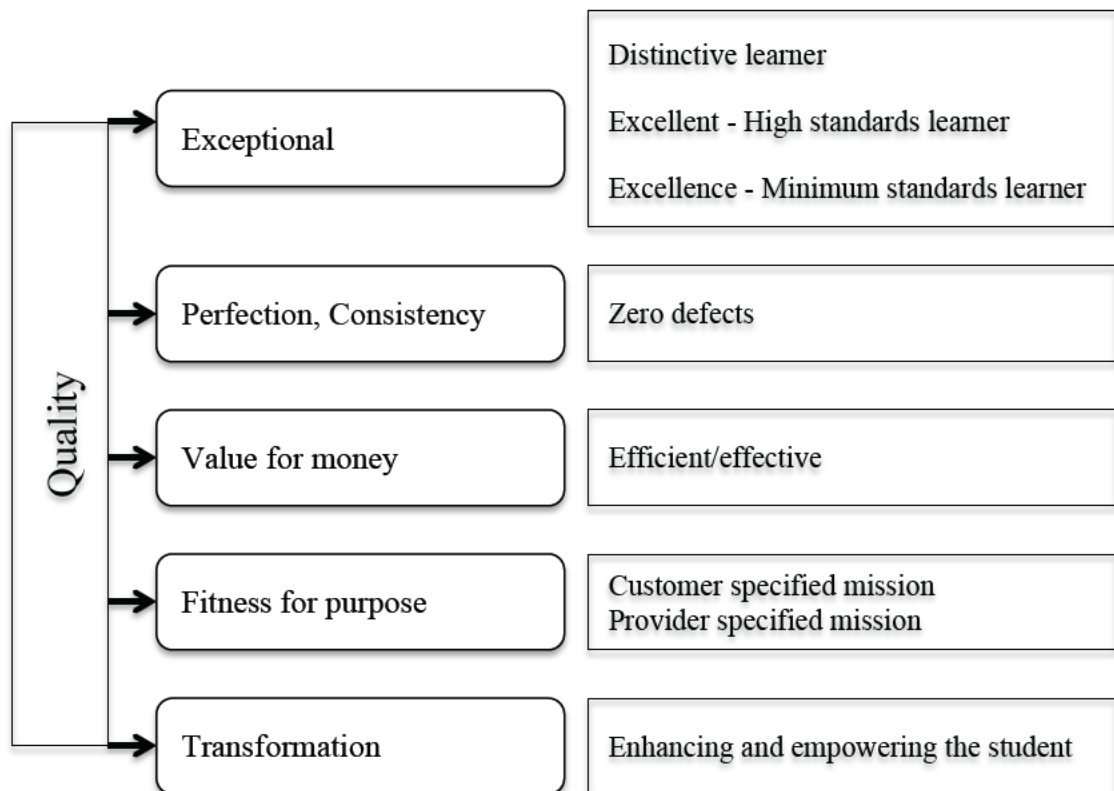 Quality
Exceptional
Distinctive learner
Excellent - High standards learner
Excellence - Minimum standards learner
Perfection, Consistency
Zero defects
Value for money
Efficient/effective
Fitness for purpose
Customer specified mission
Provider specified mission
Transformation
Enhancing and empowering the student